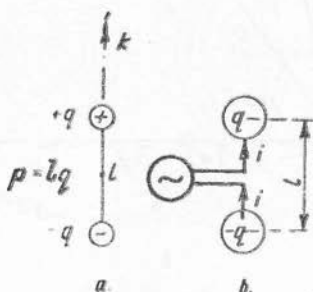 k
+q +
p=lq l
-q -
a.
q-
~
i
i
l
-q-
b.